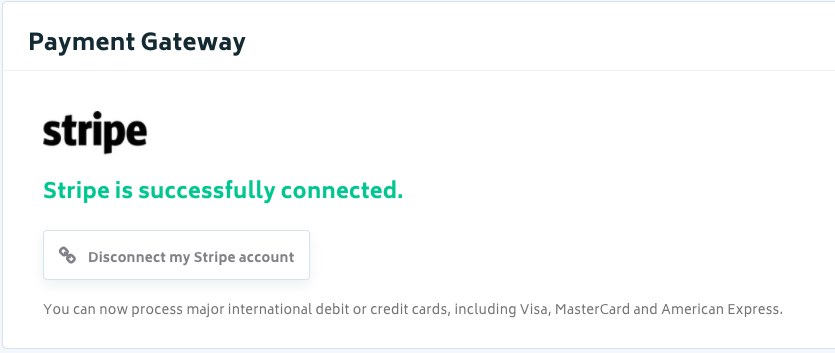 Payment Gateway
stripe
Stripe is successfully connected.
Disconnect my Stripe account
You can now process major international debit or credit cards, including Visa, MasterCard and American Express.